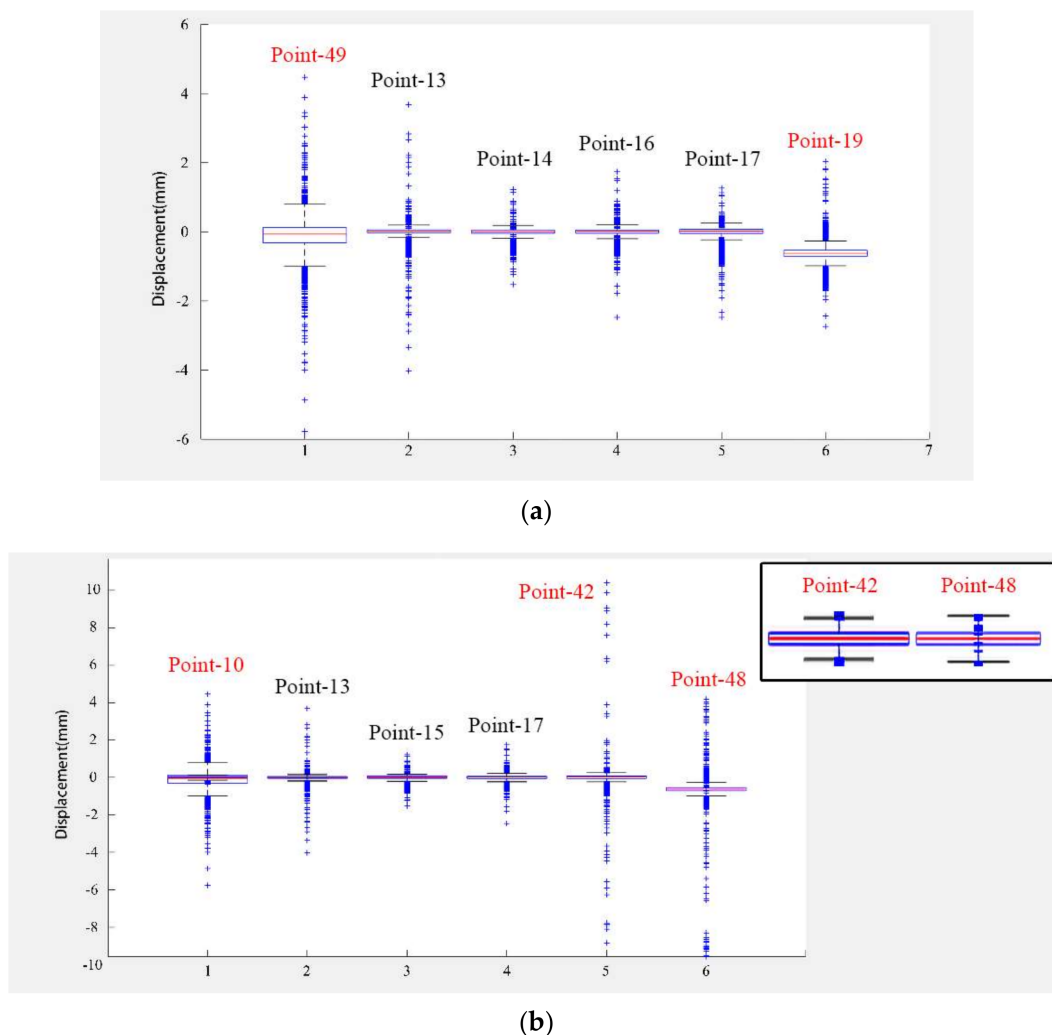 6
Point-49
Point-13
4
Point-14
Point-16
Point-17
Point-19
2
Displacement(mm)
0
-2
-4
-6
1 2 3 4 5 6 7
(a)
10
Point-42
Point-42 Point-48
8
6
Point-10
Point-13
Point-15
Point-17
Point-48
4
2
Displacement(mm)
0
-2
-4
-6
-8
-10
1 2 3 4 5 6
(b)